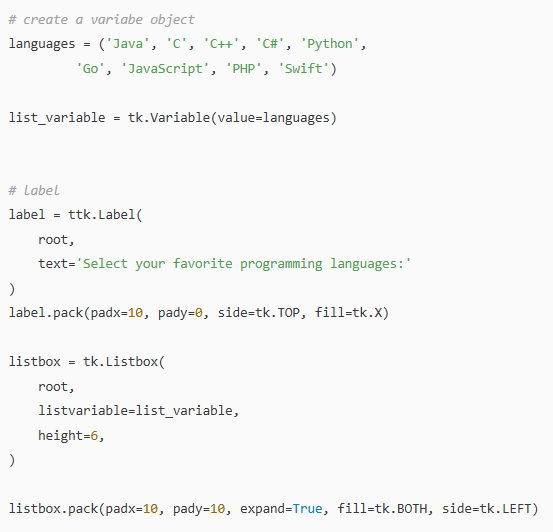 # create a variabe object
languages = ('Java', 'C', 'C++', 'C#', 'Python',
         'Go', 'JavaScript', 'PHP', 'Swift')
list_variable = tk.Variable(value=languages)
# label
label = ttk.Label(
    root,
    text='Select your favorite programming languages:'
)
label.pack(padx=10, pady=0, side=tk.TOP, fill=tk.X)
listbox = tk.Listbox(
    root,
    listvariable=list_variable,
    height=6,
)
listbox.pack(padx=10, pady=10, expand=True, fill=tk.BOTH, side=tk.LEFT)